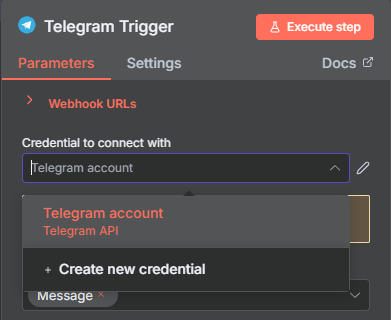 Telegram Trigger
Execute step
Parameters
Settings
Docs
Webhook URLs
Credential to connect with
Telegram account
Telegram account
Telegram API
+ Create new credential
Message ×